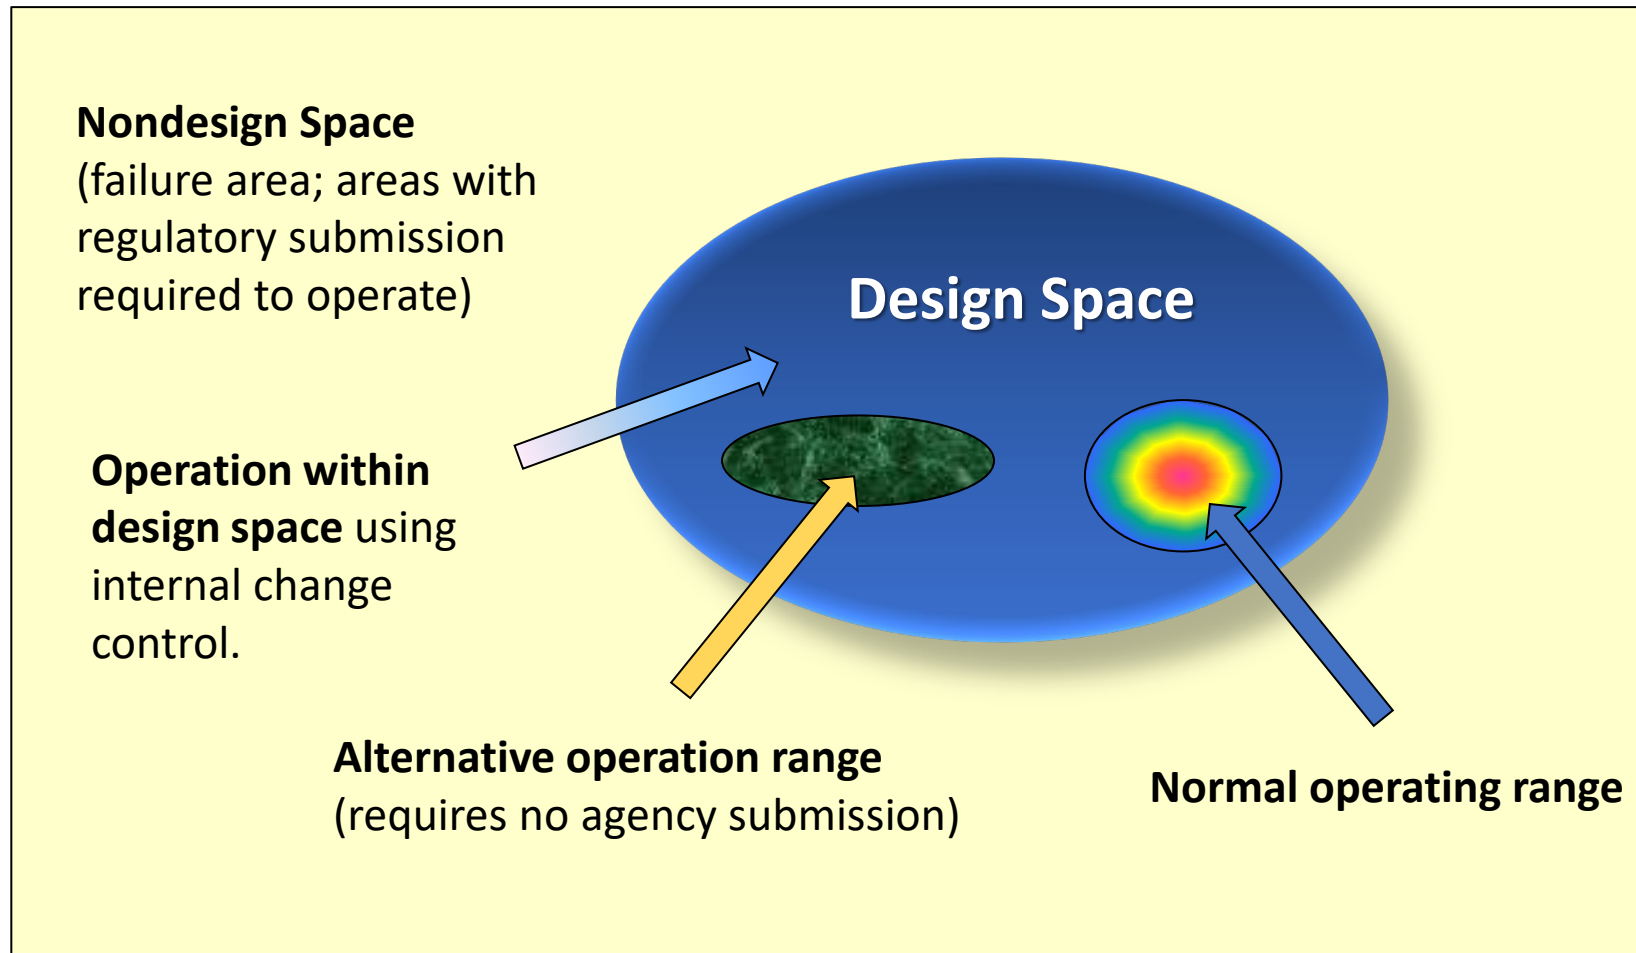 Nondesign Space
(failure area; areas with
regulatory submission
required to operate)
Design Space
Operation within
design space using
internal change
control.
Alternative operation range
(requires no agency submission)
Normal operating range